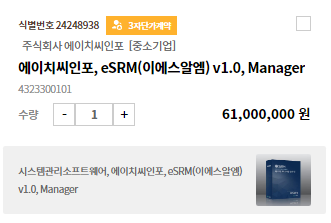 식별번호 24248938 3자단가계약
주식회사 에이치씨인포 [중소기업]
에이치씨인포, eSRM(이에스알엠) v1.0, Manager
4323300101
수량 - 1 + 61,000,000 원
시스템관리소프트웨어, 에이치씨인포, eSRM(이에스알엠)
v1.0, Manager